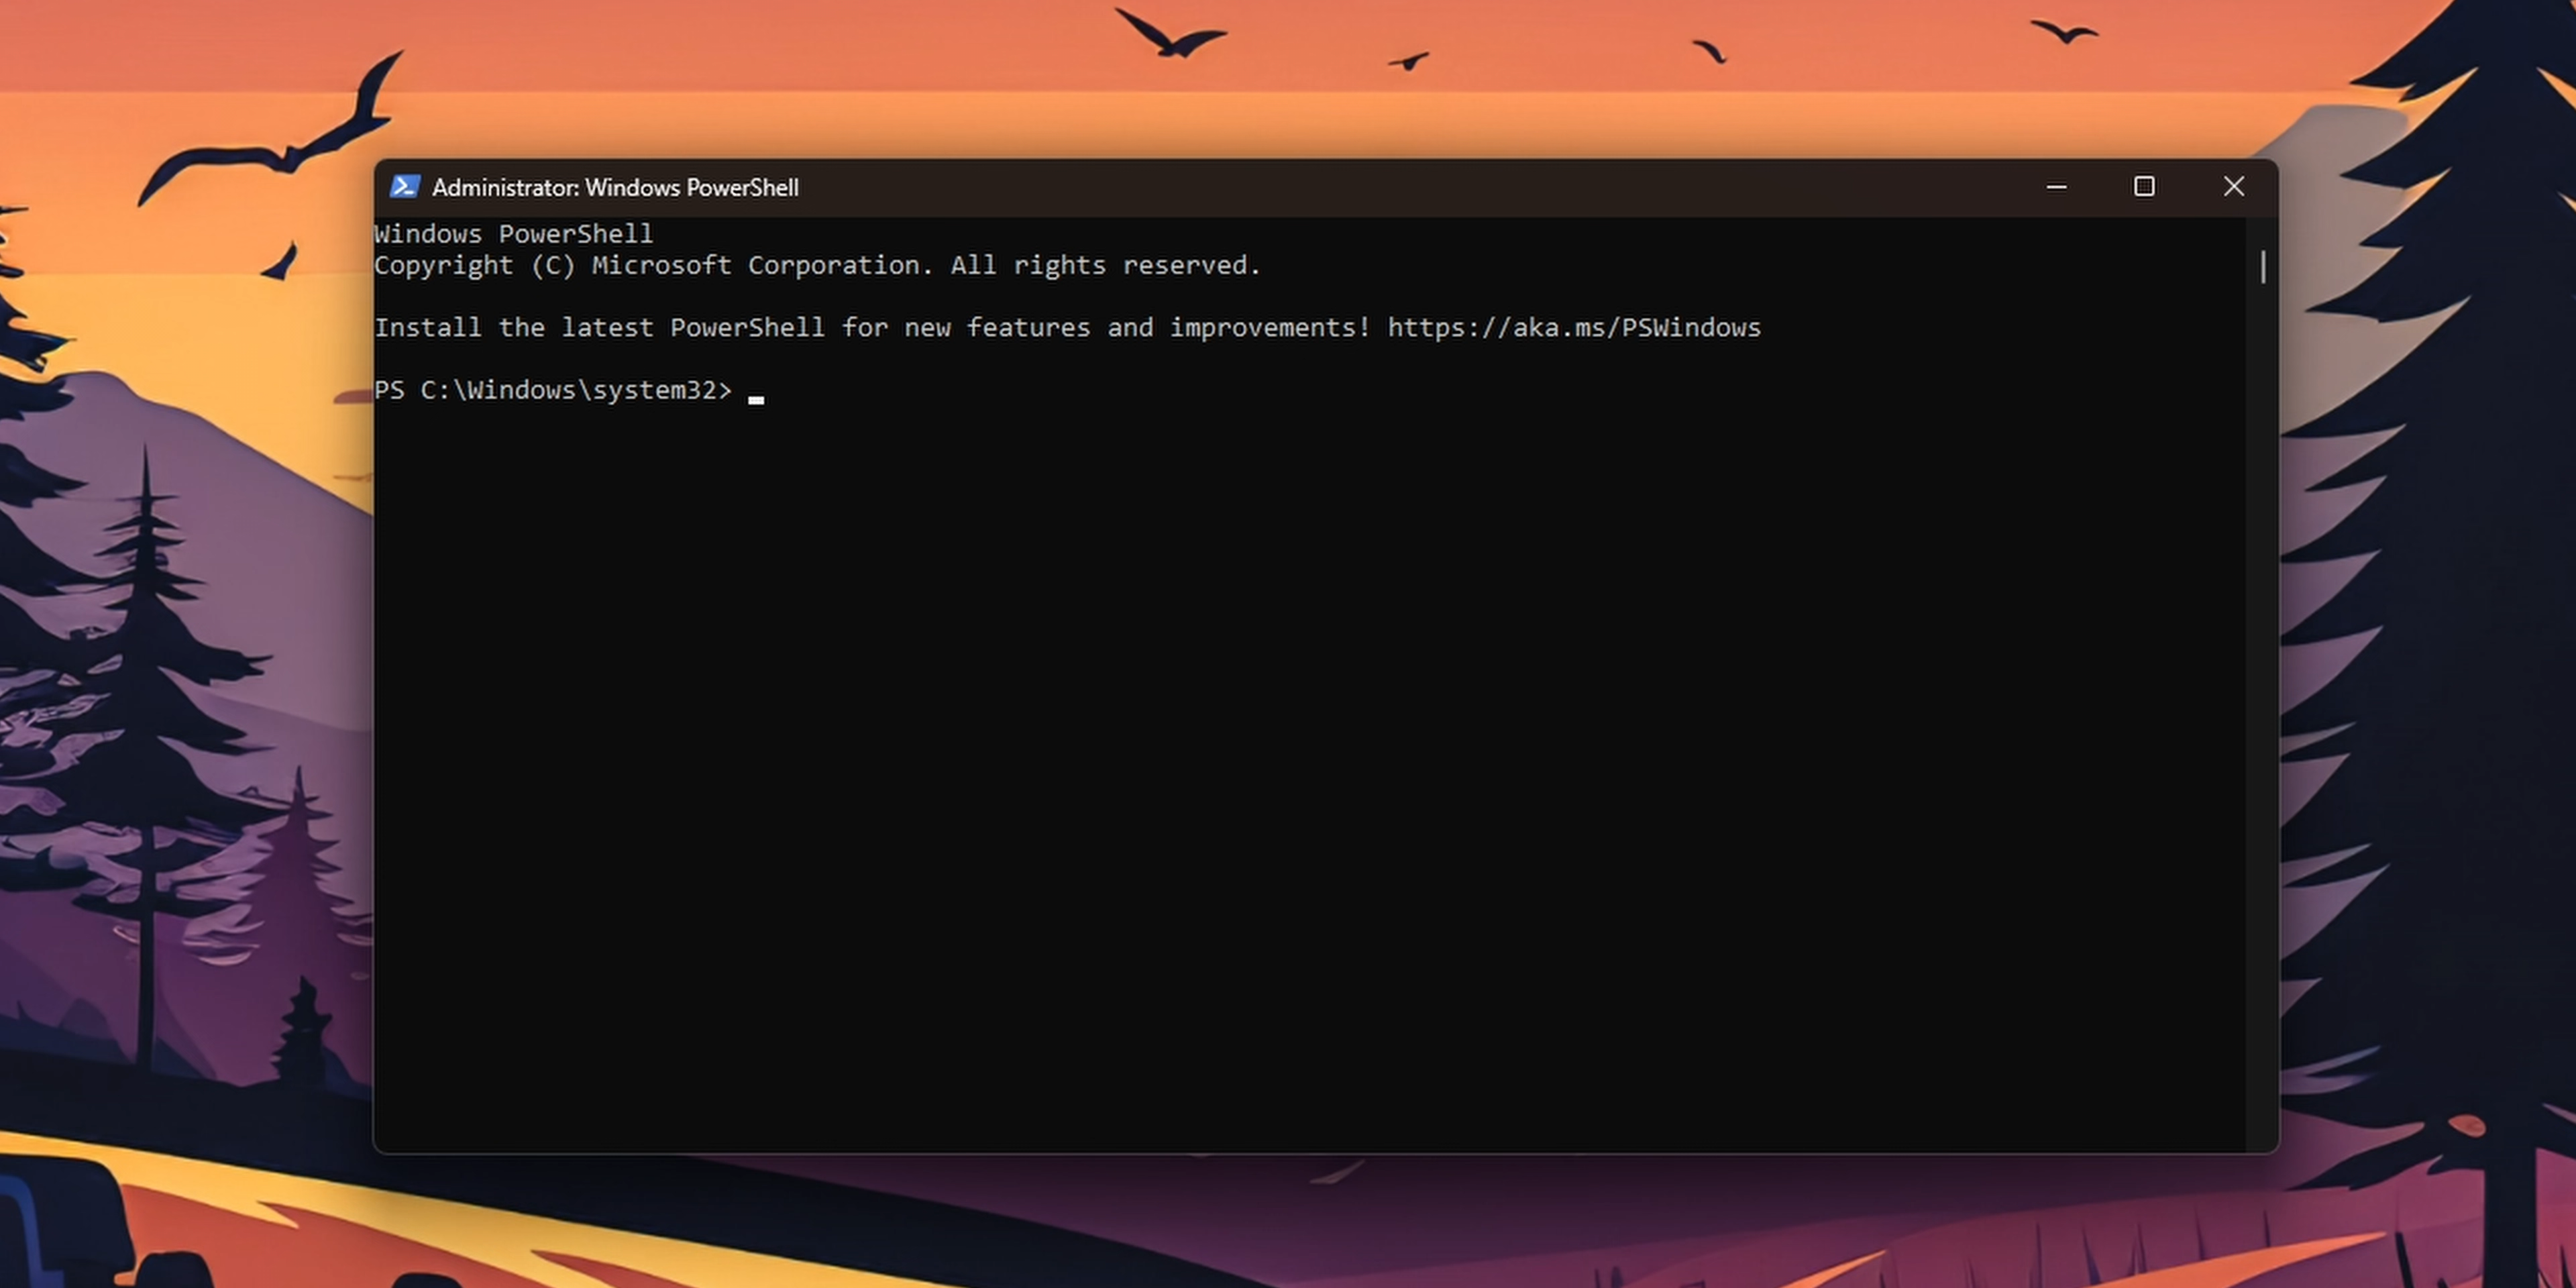 Administrator: Windows PowerShell
Windows PowerShell
Copyright (C) Microsoft Corporation. All rights reserved.
Install the latest PowerShell for new features and improvements! https://aka.ms/PSWindows
PS C:\Windows\system32>